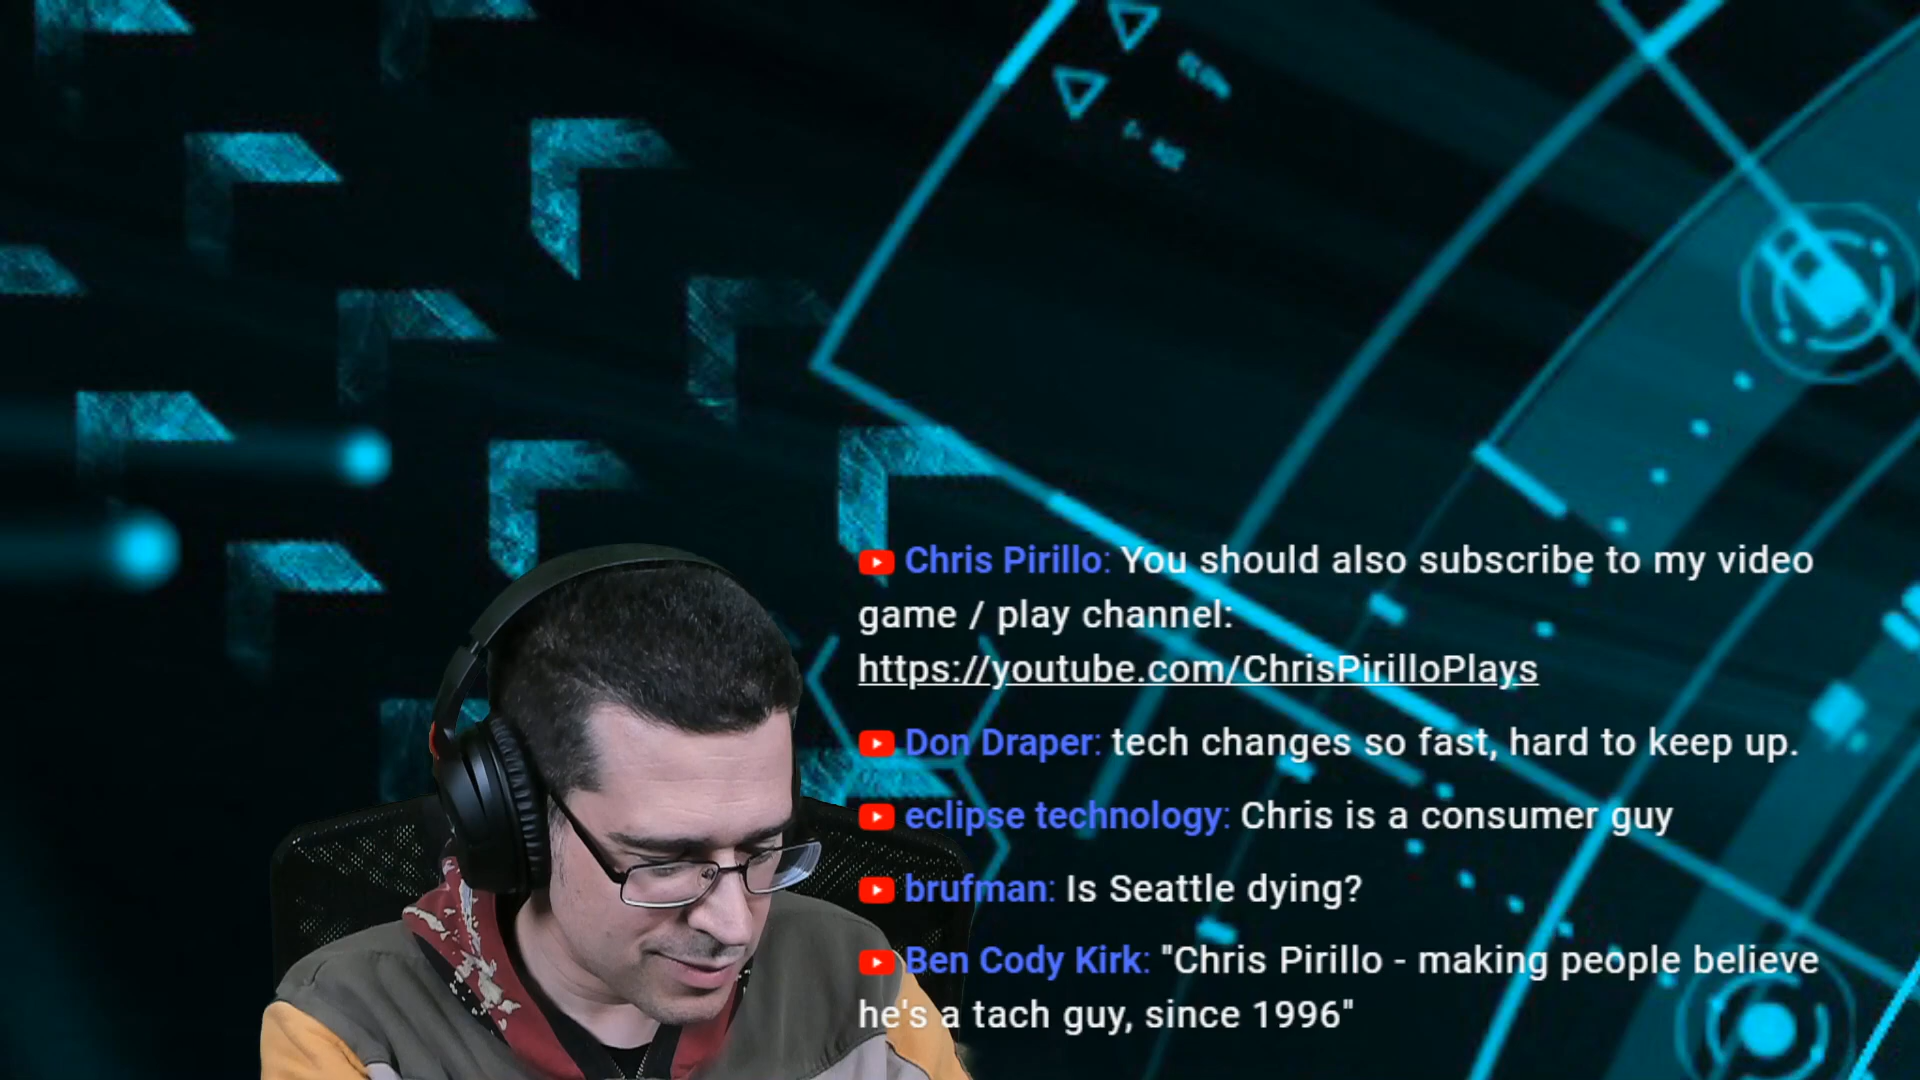 Chris Pirillo: You should also subscribe to my video
game / play channel:
https://youtube.com/ChrisPirilloPlays
Don Draper: tech changes so fast, hard to keep up.
eclipse technology: Chris is a consumer guy
brufman: Is Seattle dying?
Ben Cody Kirk: "Chris Pirillo - making people believe
he's a tach guy, since 1996"